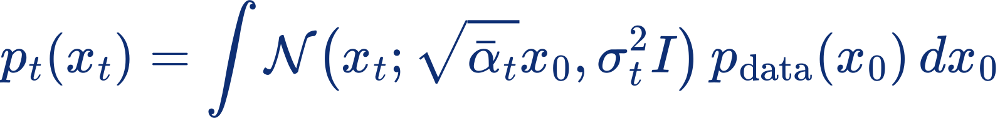 p_t(x_t) = ∫ 𝒩(x_t; √(ᾱ_t) x_0, σ_t^2 I) p_data(x_0) dx_0